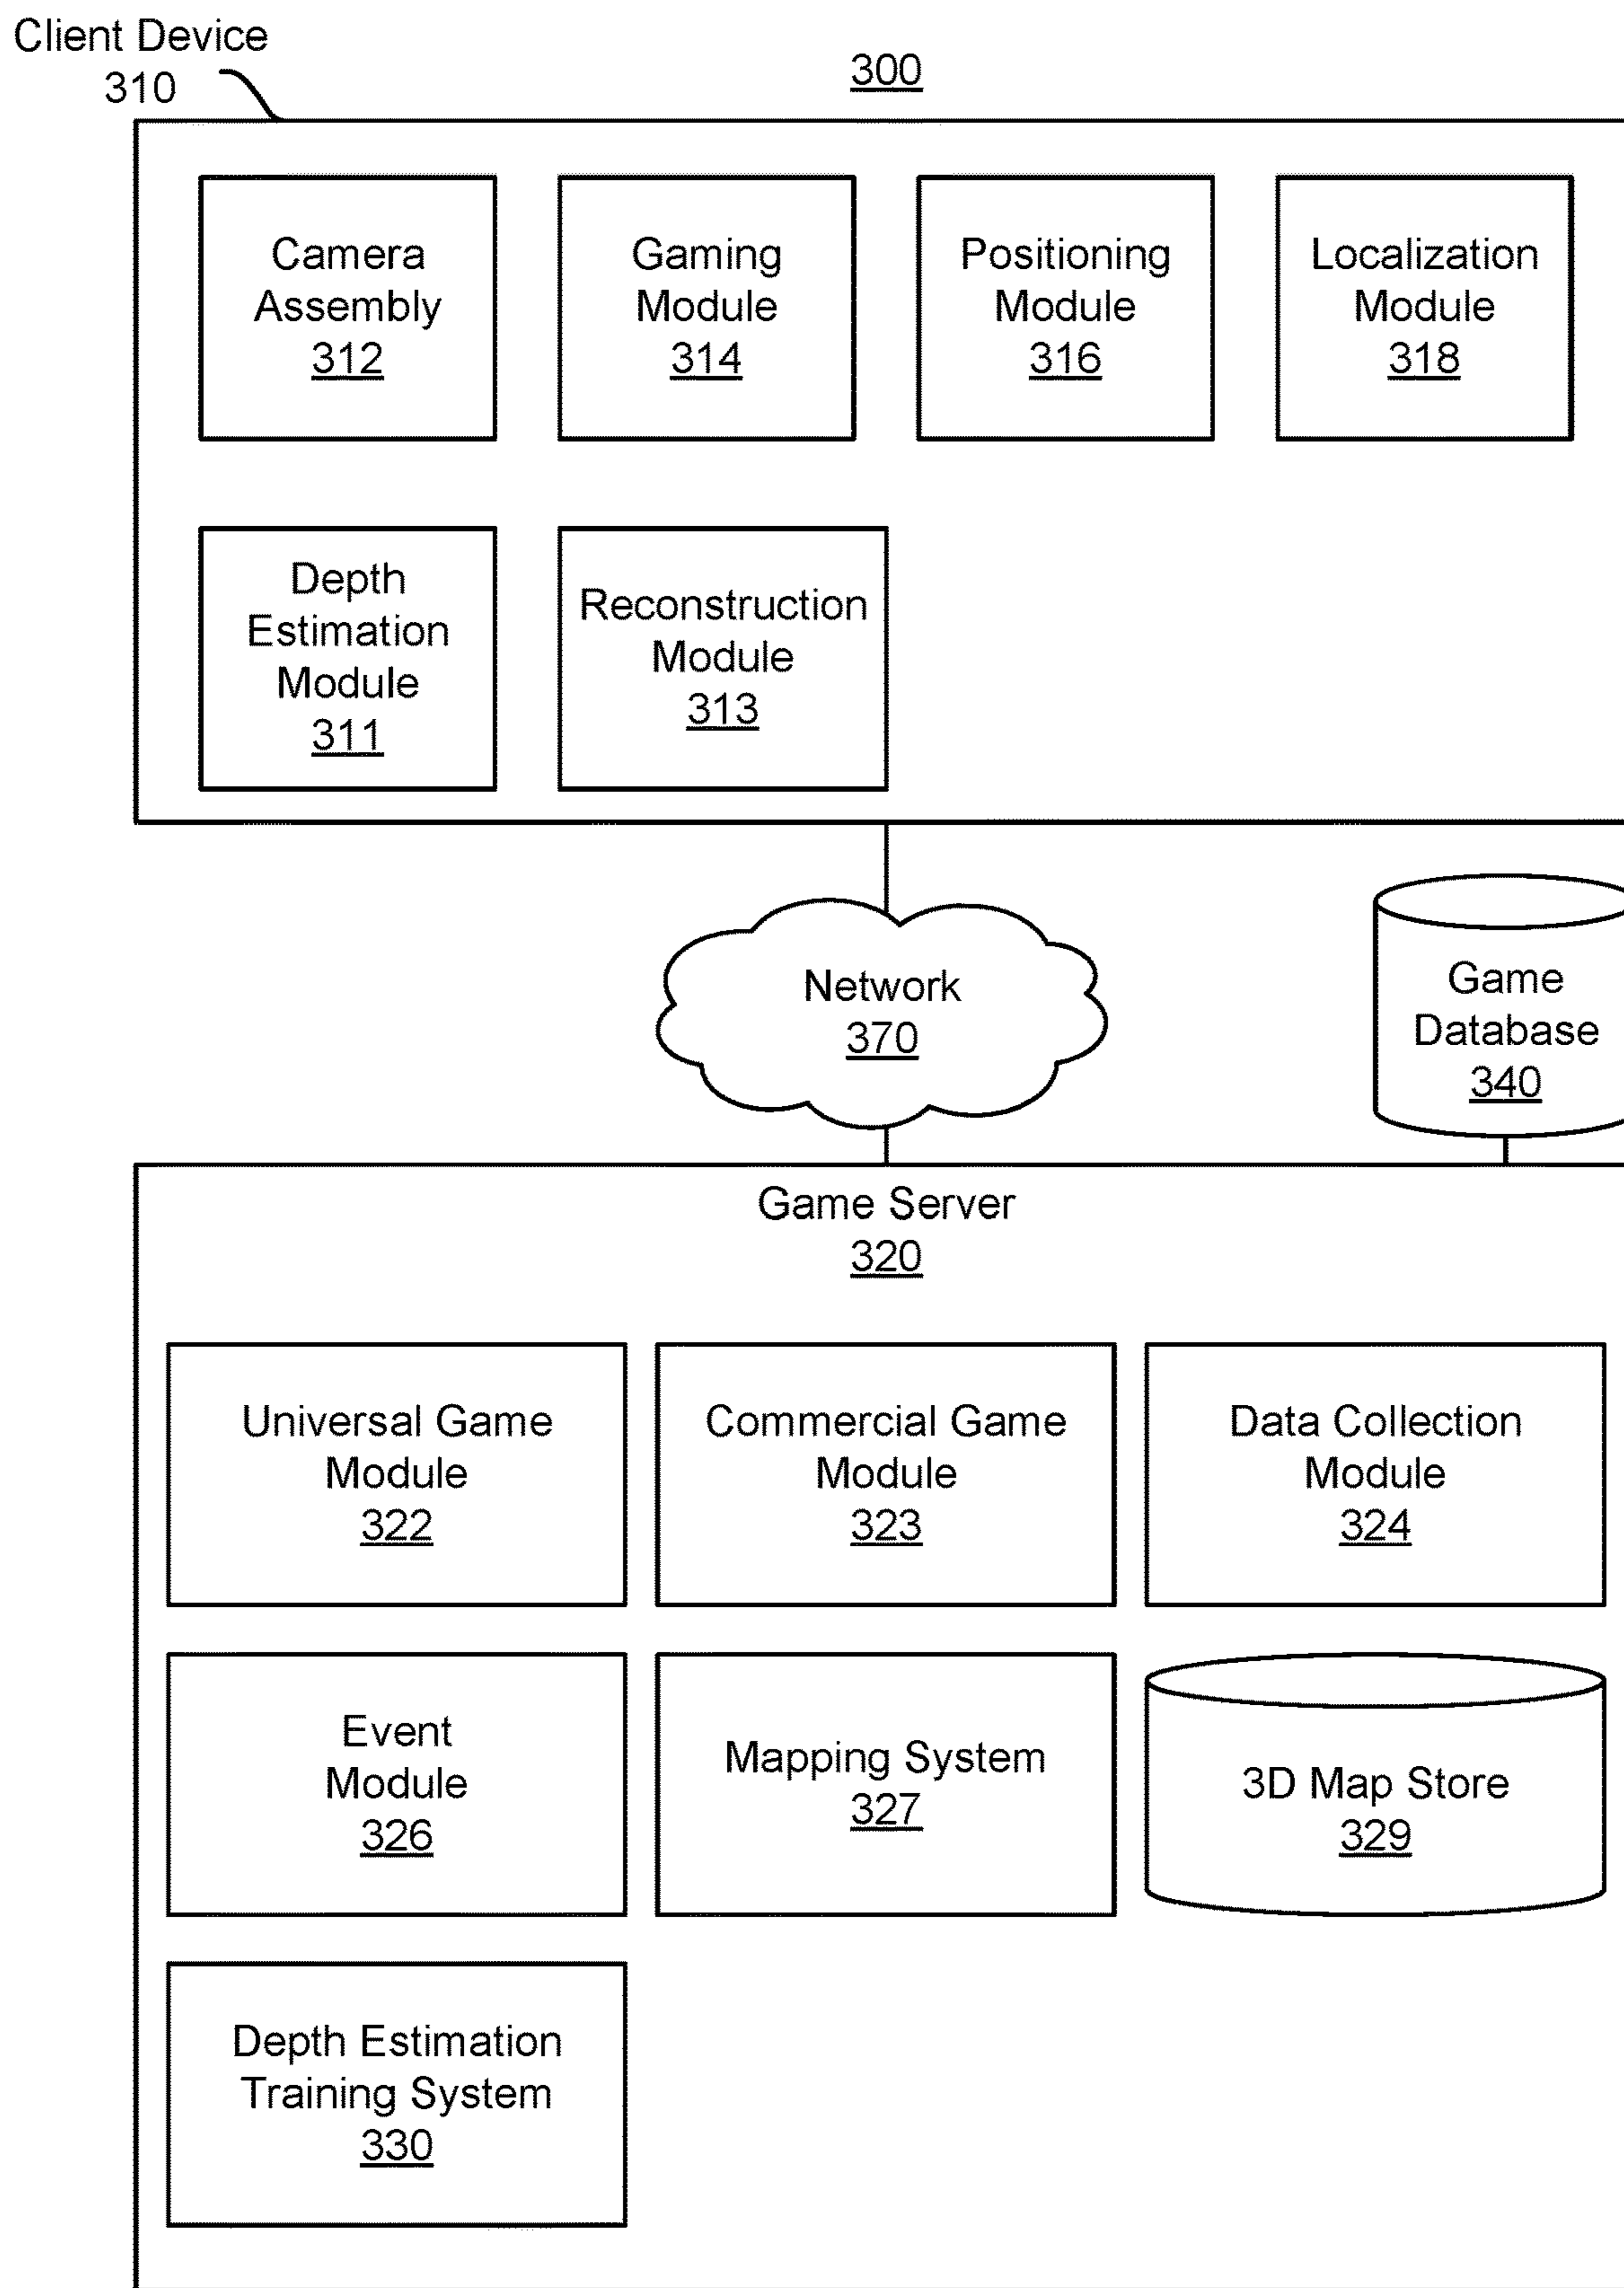 Client Device
310
300
Camera
Assembly
312
Gaming
Module
314
Positioning
Module
316
Localization
Module
318
Depth
Estimation
Module
311
Reconstruction
Module
313
Network
370
Game
Database
340
Game Server
320
Universal Game
Module
322
Commercial Game
Module
323
Data Collection
Module
324
Event
Module
326
Mapping System
327
3D Map Store
329
Depth Estimation
Training System
330